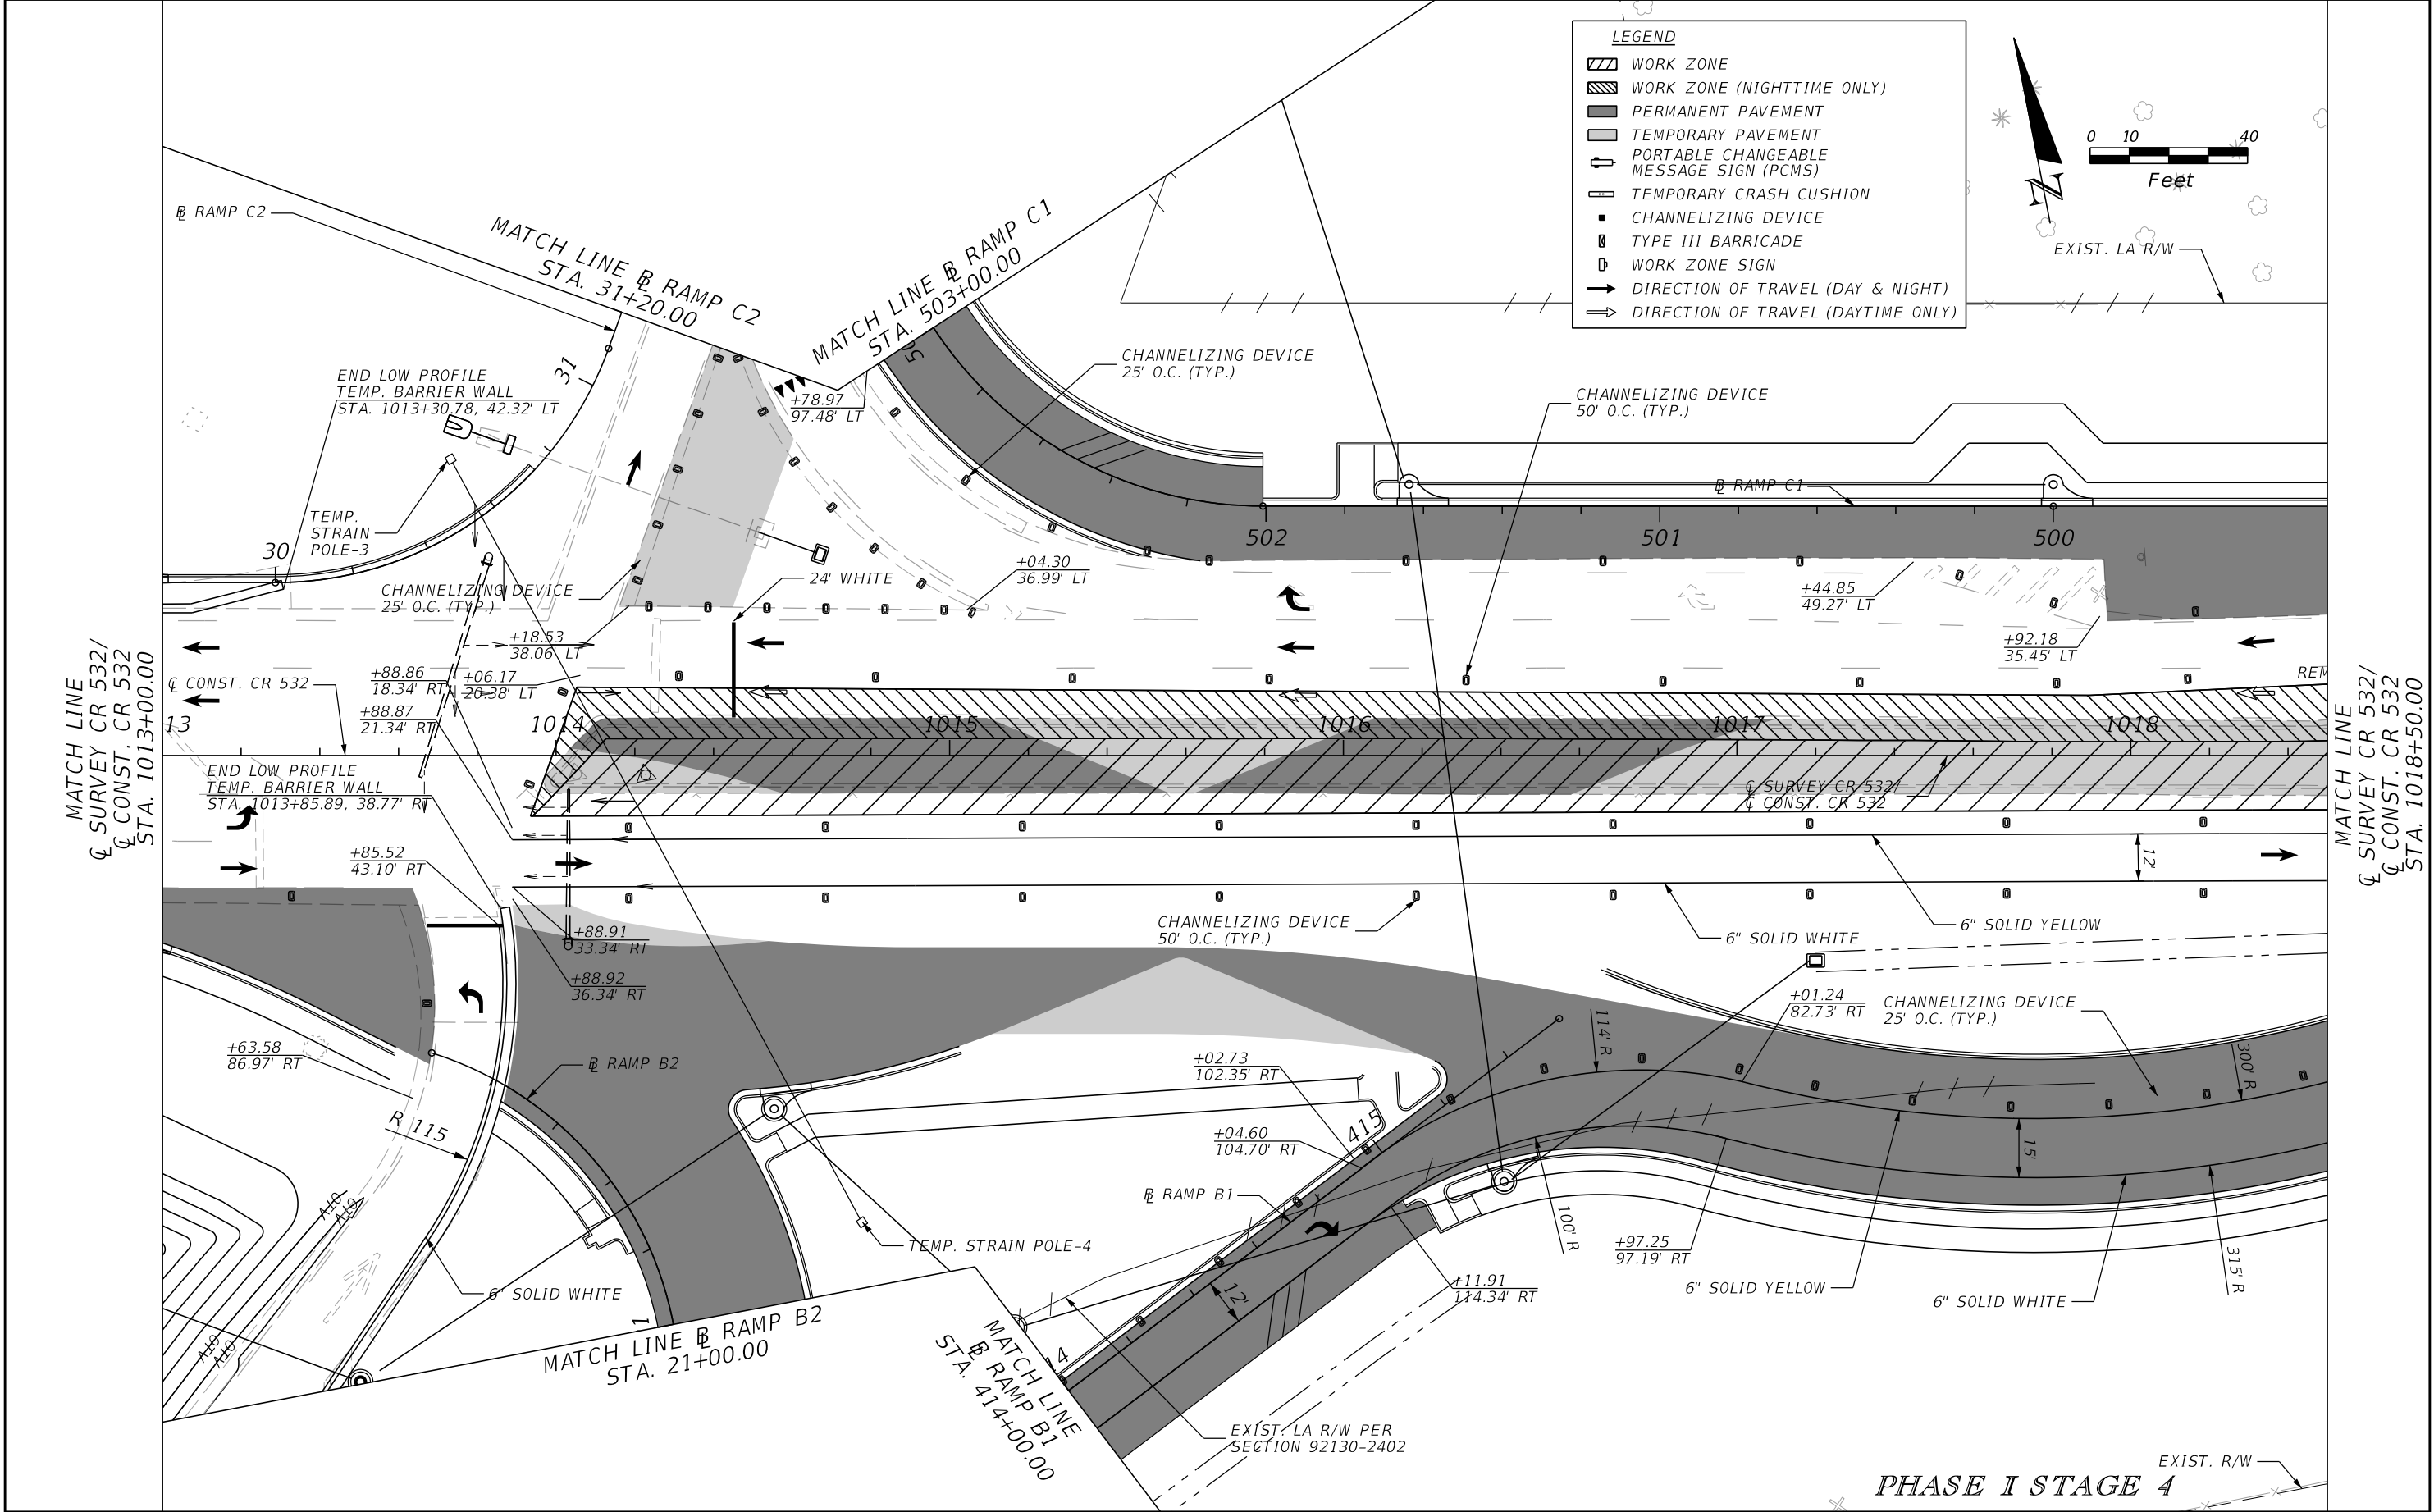 LEGEND
WORK ZONE
WORK ZONE (NIGHTTIME ONLY)
PERMANENT PAVEMENT
TEMPORARY PAVEMENT
PORTABLE CHANGEABLE
MESSAGE SIGN (PCMS)
TEMPORARY CRASH CUSHION
CHANNELIZING DEVICE
TYPE III BARRICADE
WORK ZONE SIGN
DIRECTION OF TRAVEL (DAY & NIGHT)
DIRECTION OF TRAVEL (DAYTIME ONLY)
N
0 10 40
Feet
EXIST. LA R/W
℄ RAMP C2
MATCH LINE ℄ RAMP C2
STA. 31+20.00
MATCH LINE ℄ RAMP C1
STA. 503+00.00
31
50
END LOW PROFILE
TEMP. BARRIER WALL
STA. 1013+30.78, 42.32' LT
+78.97
97.48' LT
CHANNELIZING DEVICE
25' O.C. (TYP.)
CHANNELIZING DEVICE
50' O.C. (TYP.)
TEMP.
STRAIN
POLE-3
30
℄ RAMP C1
502
501
500
CHANNELIZING DEVICE
25' O.C. (TYP.)
24' WHITE
+04.30
36.99' LT
+44.85
49.27' LT
+18.53
38.06' LT
+92.18
35.45' LT
+88.86
18.34' RT
+06.17
20.38' LT
REM
℄ CONST. CR 532
+88.87
21.34' RT
13
1014
1015
1016
1017
1018
MATCH LINE
℄ SURVEY CR 532/
℄ CONST. CR 532
STA. 1013+00.00
MATCH LINE
℄ SURVEY CR 532/
℄ CONST. CR 532
STA. 1018+50.00
END LOW PROFILE
TEMP. BARRIER WALL
STA. 1013+85.89, 38.77' RT
℄ SURVEY CR 532/
℄ CONST. CR 532
+85.52
43.10' RT
12'
CHANNELIZING DEVICE
50' O.C. (TYP.)
6" SOLID WHITE
6" SOLID YELLOW
+88.91
33.34' RT
+88.92
36.34' RT
+01.24
82.73' RT
CHANNELIZING DEVICE
25' O.C. (TYP.)
114' R
300' R
+63.58
86.97' RT
℄ RAMP B2
+02.73
102.35' RT
R 115
+04.60
104.70' RT
415
15'
℄ RAMP B1
100' R
315' R
A10
A10
TEMP. STRAIN POLE-4
+97.25
97.19' RT
+11.91
114.34' RT
6" SOLID YELLOW
6" SOLID WHITE
6" SOLID WHITE
12'
A10
A10
1
MATCH LINE ℄ RAMP B2
STA. 21+00.00
14
MATCH LINE
℄ RAMP B1
STA. 414+00.00
EXIST. LA R/W PER
SECTION 92130-2402
EXIST. R/W
PHASE I STAGE 4